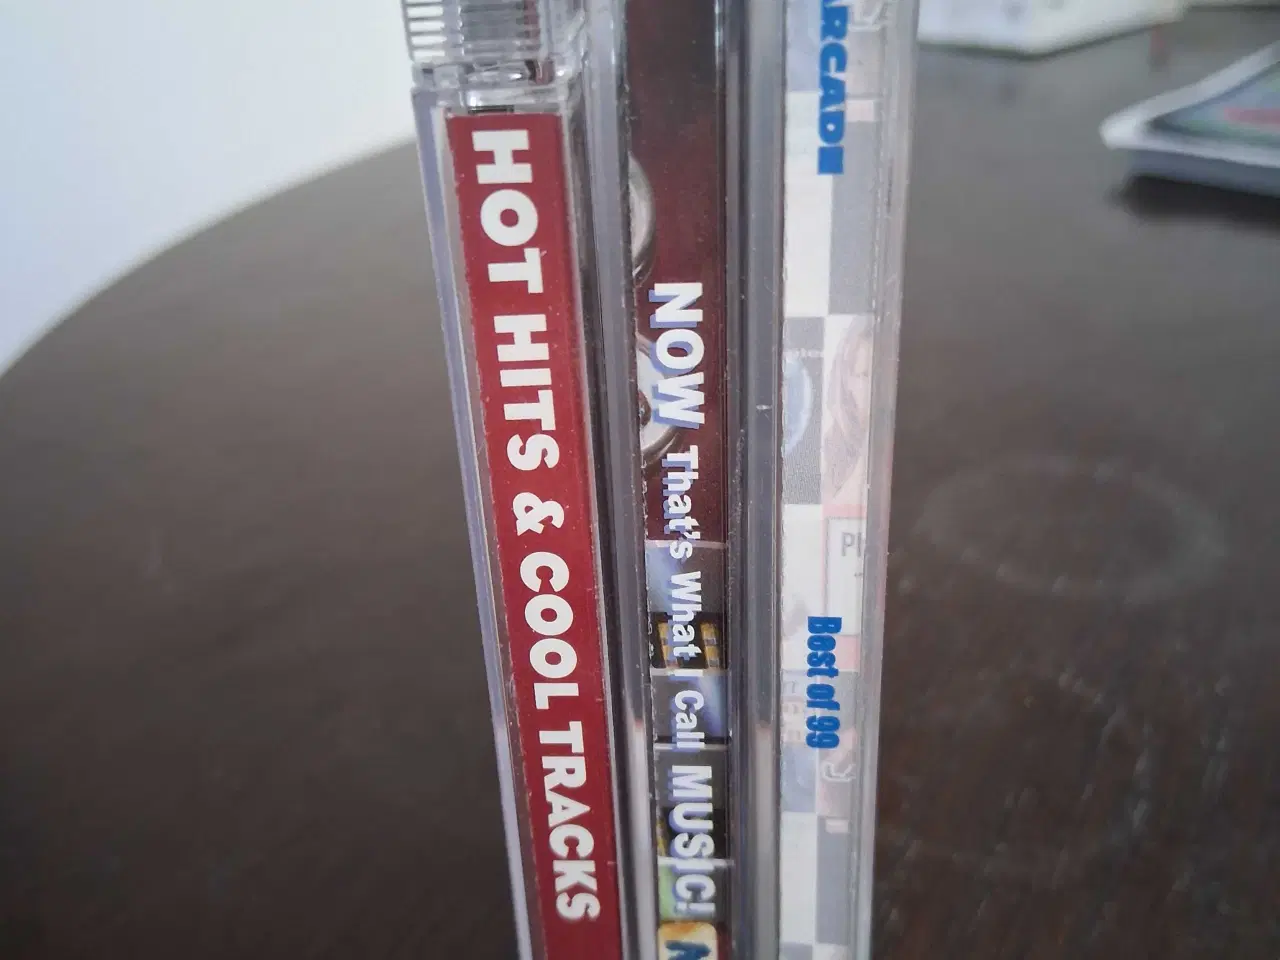 HOT HITS & COOL TRACKS
NOW That's What I Call MUSIC!
ARCADE
Best of 99